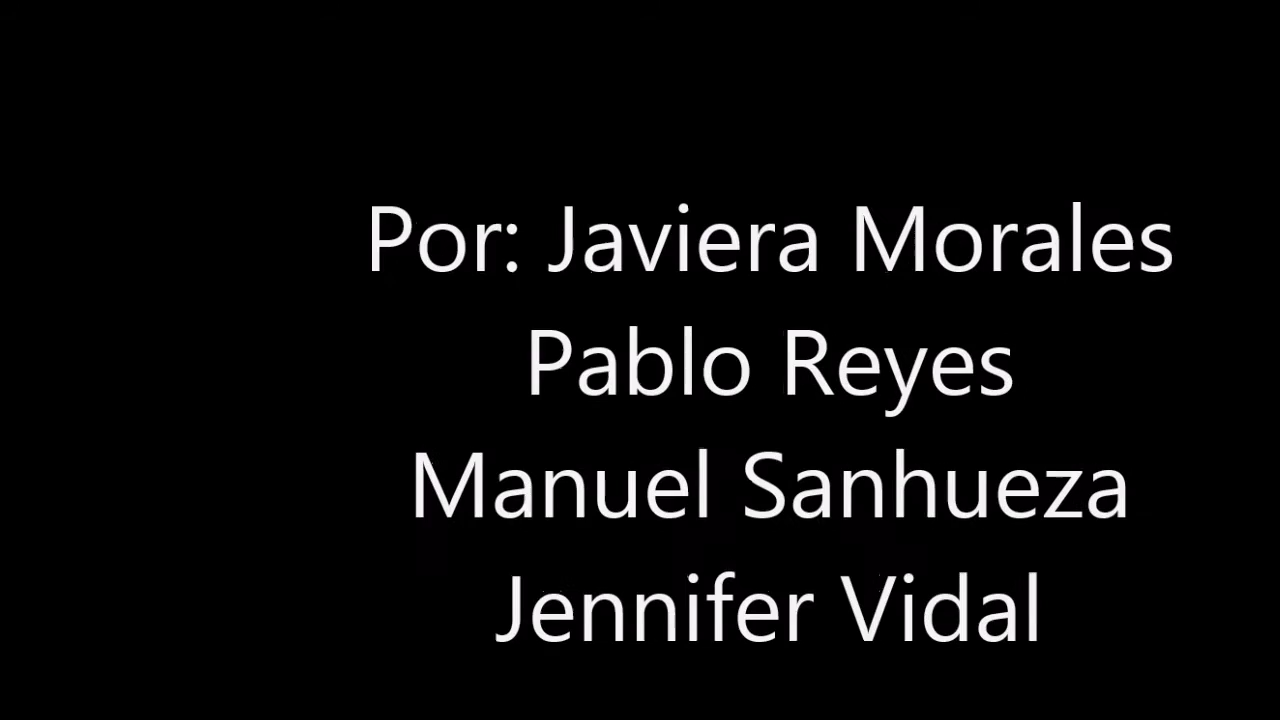 Por: Javiera Morales
Pablo Reyes
Manuel Sanhueza
Jennifer Vidal